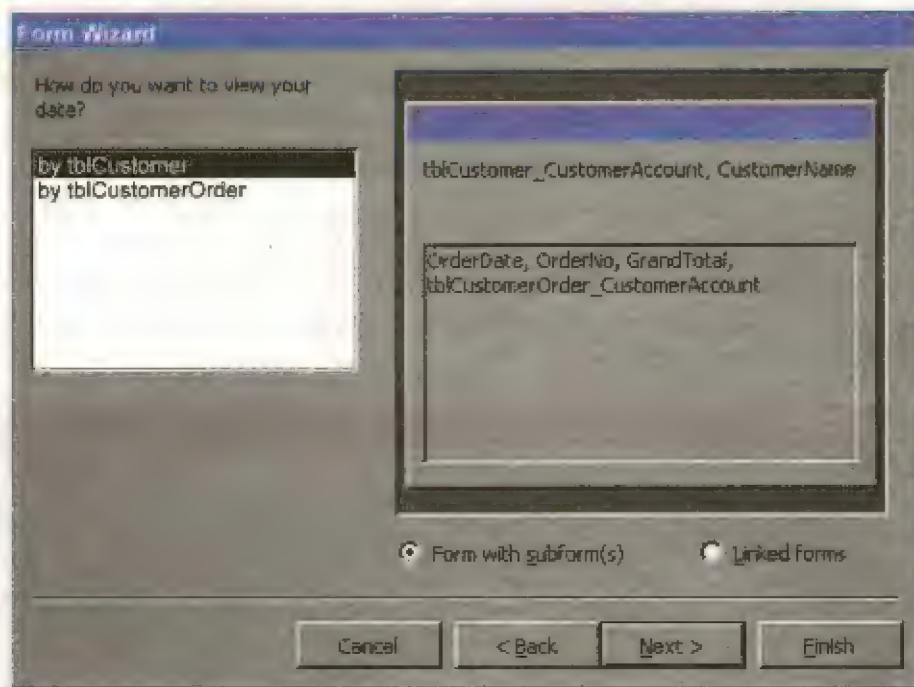 Form Wizard
How do you want to view your
data?
by tblCustomer
by tblCustomerOrder
tblCustomer_CustomerAccount, CustomerName
OrderDate, OrderNo, GrandTotal,
tblCustomerOrder_CustomerAccount
Form with subform(s)
Linked forms
Cancel
< Back
Next >
Finish